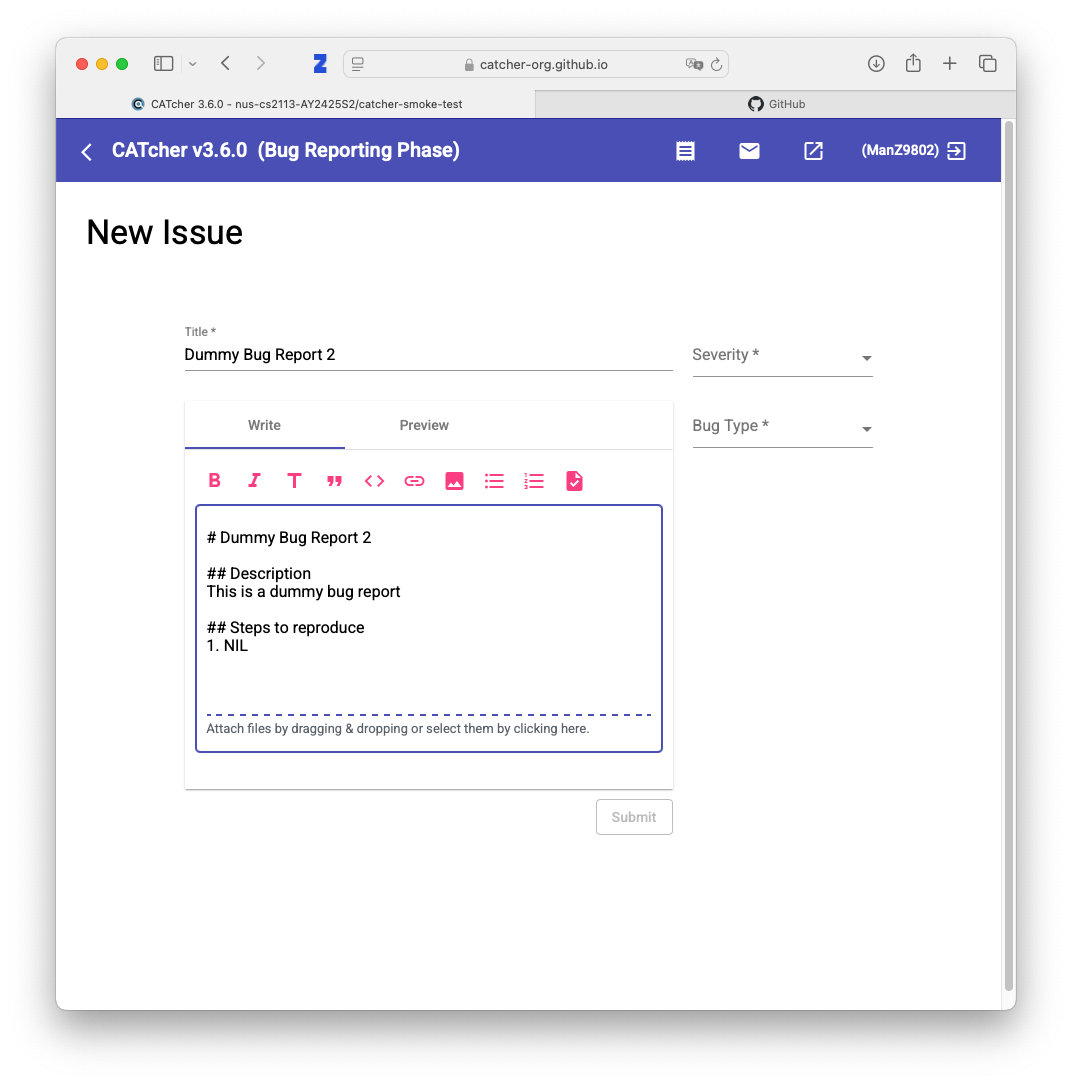 catcher-org.github.io
CATcher 3.6.0 - nus-cs2113-AY2425S2/catcher-smoke-test
GitHub
CATcher v3.6.0 (Bug Reporting Phase)
(ManZ9802)
New Issue
Title *
Dummy Bug Report 2
Severity *
Write
Preview
Bug Type *
# Dummy Bug Report 2
## Description
This is a dummy bug report
## Steps to reproduce
1. NIL
Attach files by dragging & dropping or select them by clicking here.
Submit